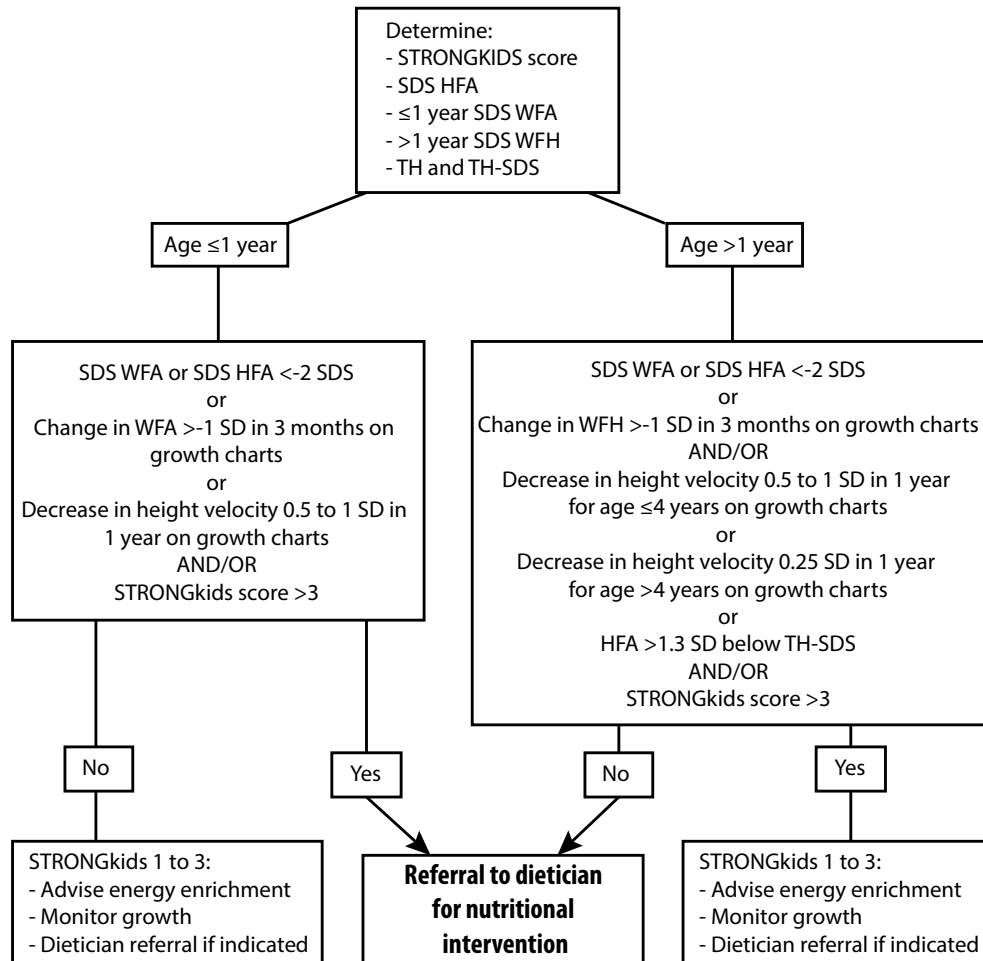 Determine:
- STRONGKIDS score
- SDS HFA
- ≤1 year SDS WFA
- >1 year SDS WFH
- TH and TH-SDS
Age ≤1 year
Age >1 year
SDS WFA or SDS HFA <-2 SDS
or
Change in WFA >-1 SD in 3 months on
growth charts
or
Decrease in height velocity 0.5 to 1 SD in
1 year on growth charts
AND/OR
STRONGkids score >3
SDS WFA or SDS HFA <-2 SDS
or
Change in WFH >-1 SD in 3 months on growth charts
AND/OR
Decrease in height velocity 0.5 to 1 SD in 1 year
for age ≤4 years on growth charts
or
Decrease in height velocity 0.25 SD in 1 year
for age >4 years on growth charts
or
HFA >1.3 SD below TH-SDS
AND/OR
STRONGkids score >3
No
Yes
No
Yes
STRONGkids 1 to 3:
- Advise energy enrichment
- Monitor growth
- Dietician referral if indicated
Referral to dietician
for nutritional
intervention
STRONGkids 1 to 3:
- Advise energy enrichment
- Monitor growth
- Dietician referral if indicated